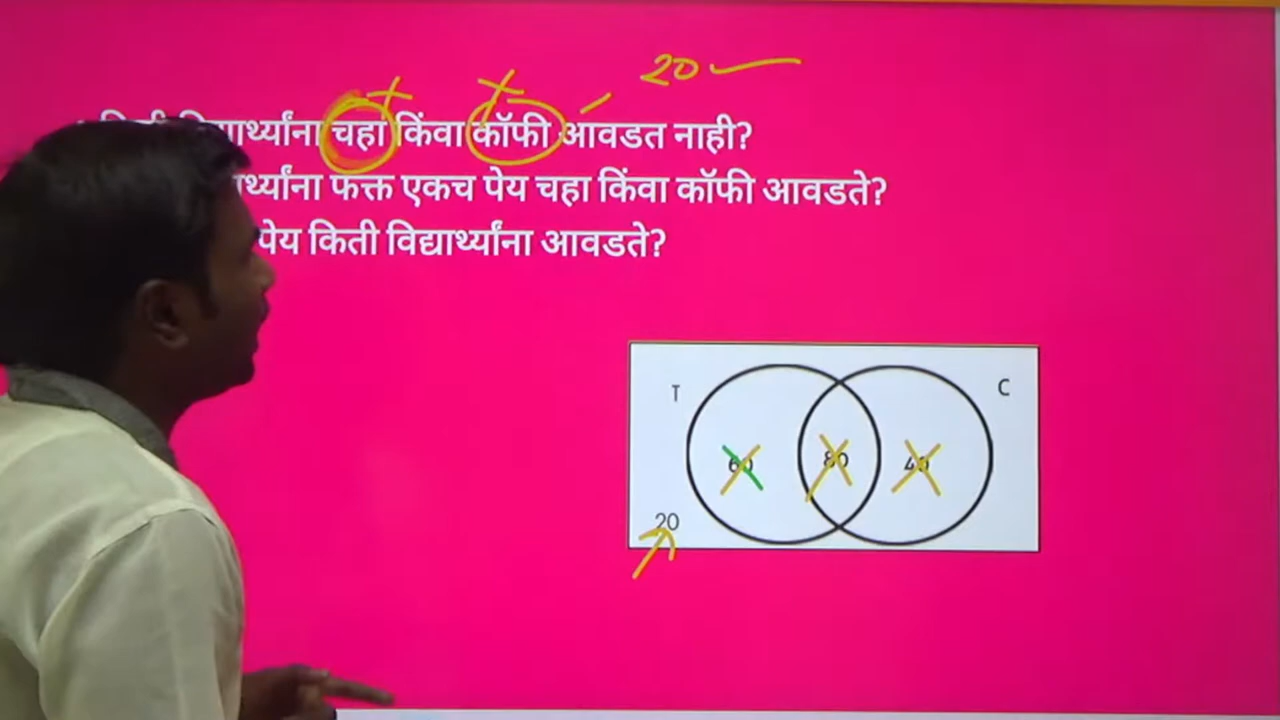 20
चहा किंवा कॉफी आवडत नाही?
फक्त एकच पेय चहा किंवा कॉफी आवडते?
पेय किती विद्यार्थ्यांना आवडते?
T C
60 80 40
20